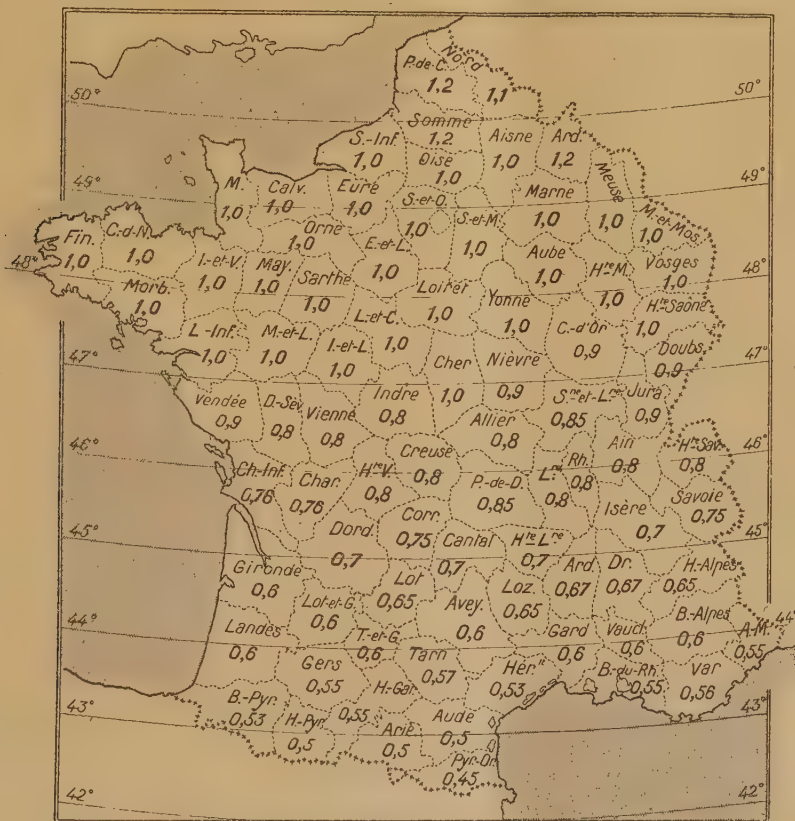 Nord
P.-de-C.
1,2
1,1
50°
50°
Somme
1,2
S.-Inf.
1,0
Oise
1,0
Aisne
1,0
Ard.
1,2
49°
49°
M.
1,0
Calv.
1,0
Eure
1,0
S.-et-O.
1,0
S.-et-M.
1,0
Marne
1,0
Meuse
1,0
M.-et-Mos.
1,0
Fin.
1,0
C.-d-N.
1,0
Orne
1,0
E.-et-L.
1,0
Aube
1,0
Vosges
1,0
48°
48°
I.-et-V.
1,0
May.
1,0
Sarthe
1,0
Loiret
1,0
Yonne
1,0
Hte M.
1,0
Morb.
1,0
L.-et-C.
1,0
C.-d'Or
0,9
Hte-Saône
1,0
L.-Inf.
1,0
M.-et-L.
1,0
I.-et-L.
1,0
Cher
1,0
Nièvre
0,9
Doubs
0,9
47°
47°
Vendée
0,9
D.-Sèv.
0,8
Vienne
0,8
Indre
0,8
Allier
0,8
Sne-et-Lre
0,85
Jura
0,9
46°
46°
Ch-Inf.
0,76
Char.
0,76
Hte V.
0,8
Creuse
0,8
P.-de-D.
0,85
Lre
0,8
Rh.
0,8
Ain
0,8
Hte Sav.
0,8
Savoie
0,75
Isère
0,7
45°
45°
Dord.
0,7
Corr.
0,75
Cantal
0,7
Hte Lre
0,7
Gironde
0,6
Lot
0,65
Ard.
0,67
Dr.
0,67
H.-Alpes
0,65
Lot-et-G.
0,6
Avey.
0,6
Loz.
0,65
44°
44°
Landes
0,6
T.-et-G.
0,6
Tarn
0,57
Gard
0,6
Vaud.
0,6
B.-Alpes
0,6
A-M.
0,55
Gers
0,55
H.-Gar.
0,55
Hér.lt
0,53
B.-du-Rh.
0,55
Var
0,56
43°
43°
B.-Pyr.
0,53
H.-Pyr.
0,5
Ariè.
0,5
Aude
0,5
Pyr.-Or.
0,45
42°
42°